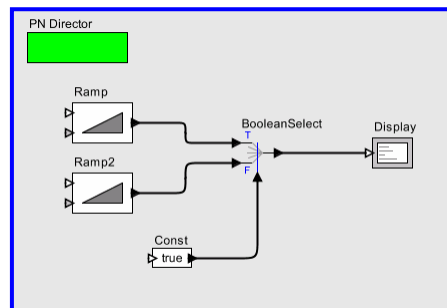 PN Director
Ramp
BooleanSelect
T
Display
Ramp2
F
Const
true